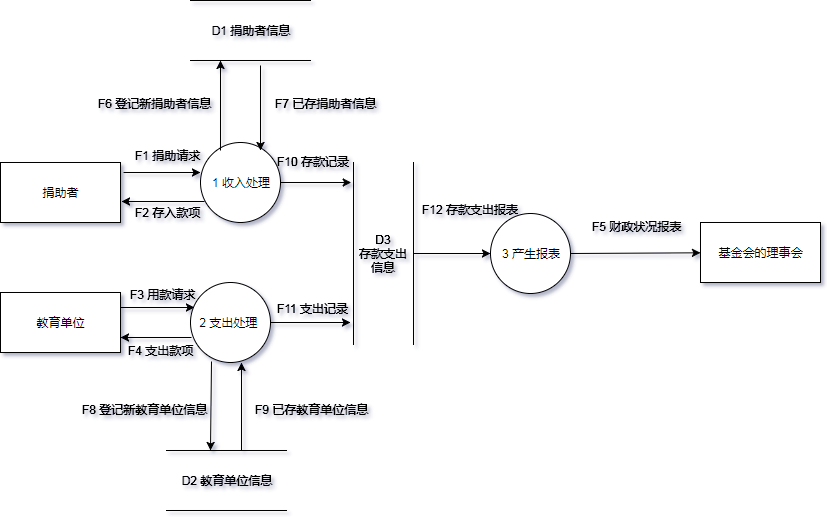 D1 捐助者信息
F6 登记新捐助者信息
F7 已存捐助者信息
F1 捐助请求
F10 存款记录
捐助者
1 收入处理
F2 存入款项
F12 存款支出报表
F5 财政状况报表
D3
存款支出
信息
3 产生报表
基金会的理事会
F3 用款请求
F11 支出记录
教育单位
2 支出处理
F4 支出款项
F8 登记新教育单位信息
F9 已存教育单位信息
D2 教育单位信息